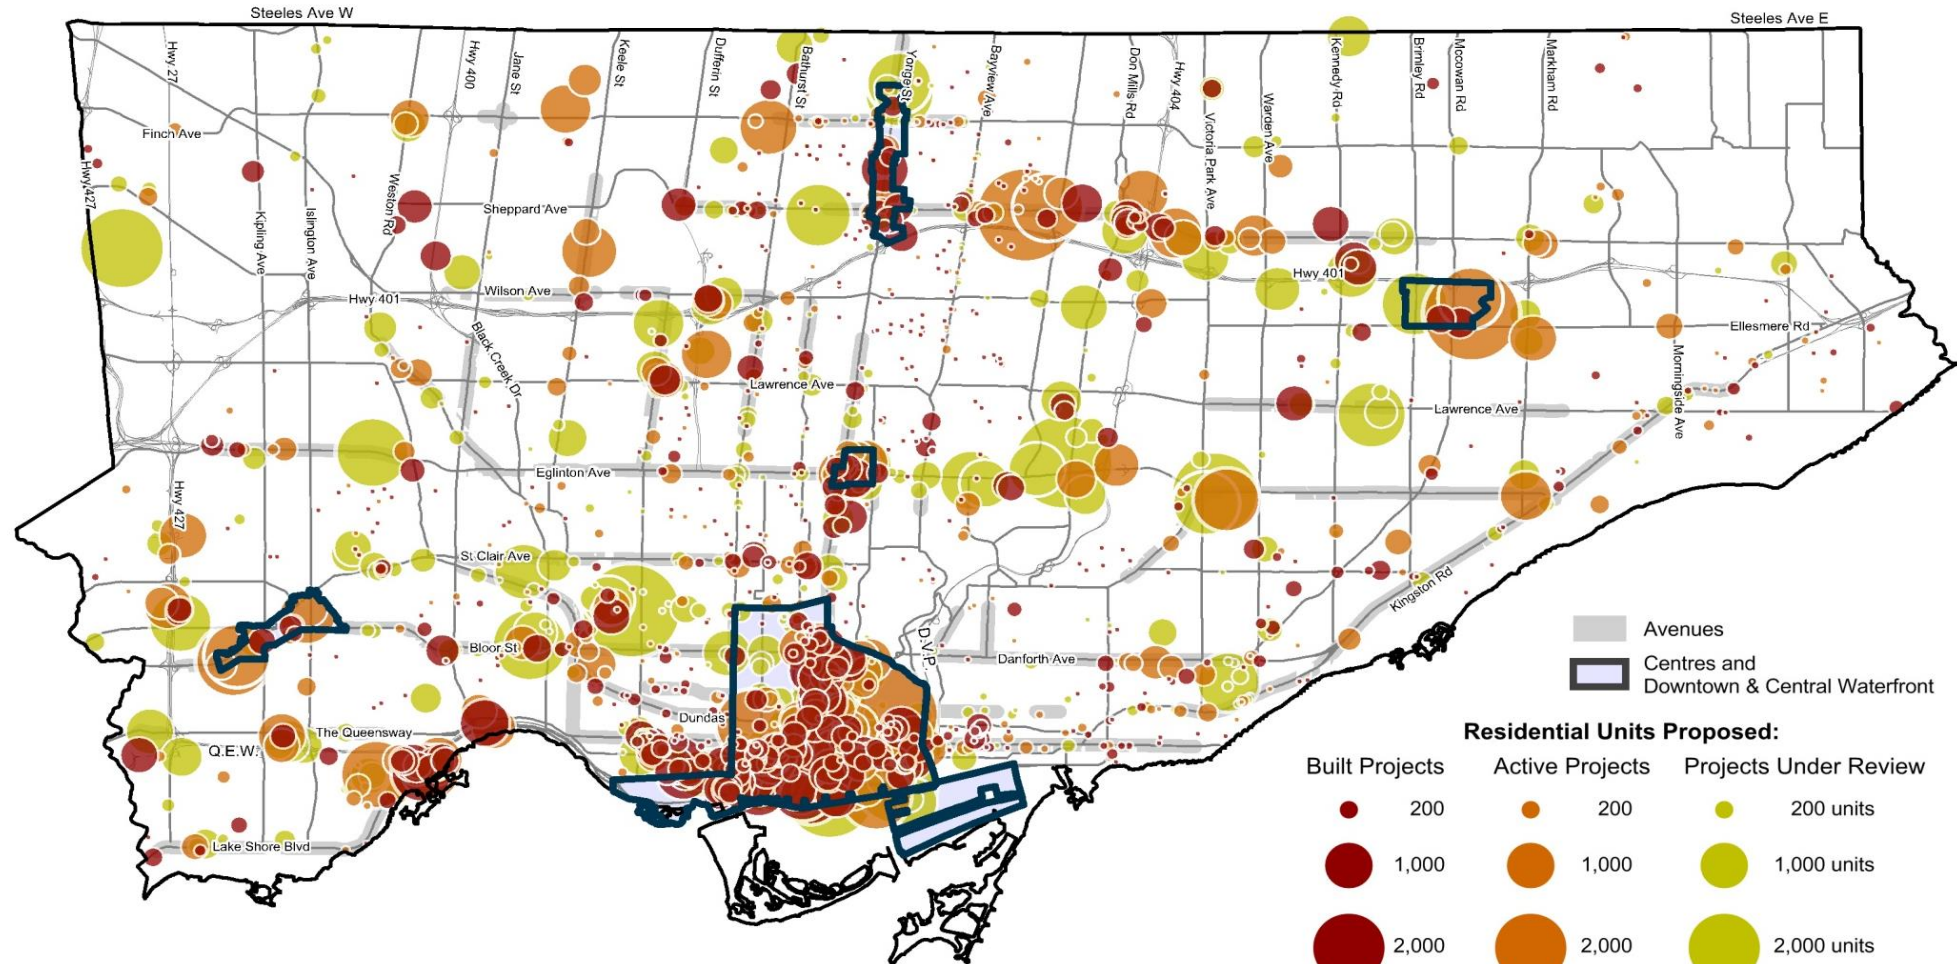 Steeles Ave W
Steeles Ave E
Hwy 27
Hwy 400
Jane St
Keele St
Dufferin St
Bathurst St
Yonge St
Bayview Ave
Don Mills Rd
Hwy 404
Victoria Park Ave
Warden Ave
Kennedy Rd
Brimley Rd
Mccowan Rd
Markham Rd
Finch Ave
Hwy 427
Kipling Ave
Islington Ave
Weston Rd
Sheppard Ave
Hwy 401
Wilson Ave
Hwy 401
Ellesmere Rd
Black Creek Dr
Lawrence Ave
Lawrence Ave
Morningside Ave
Eglinton Ave
Hwy 427
St Clair Ave
Kingston Rd
Bloor St
D.V.P.
Danforth Ave
Dundas
The Queensway
Q.E.W.
Lake Shore Blvd
Avenues
Centres and
Downtown & Central Waterfront
Residential Units Proposed:
Built Projects Active Projects Projects Under Review
200 200 200 units
1,000 1,000 1,000 units
2,000 2,000 2,000 units